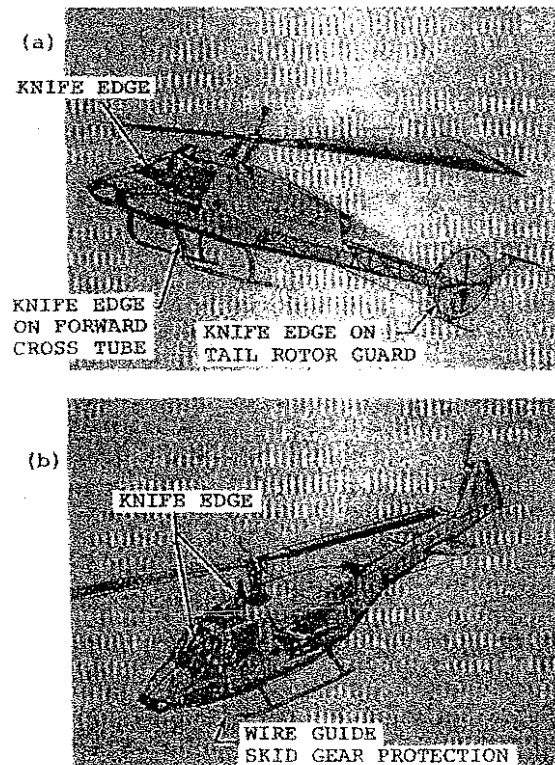 (a)
KNIFE EDGE
KNIFE EDGE
ON FORWARD
CROSS TUBE
KNIFE EDGE ON
TAIL ROTOR GUARD
(b)
KNIFE EDGE
WIRE GUIDE
SKID GEAR PROTECTION